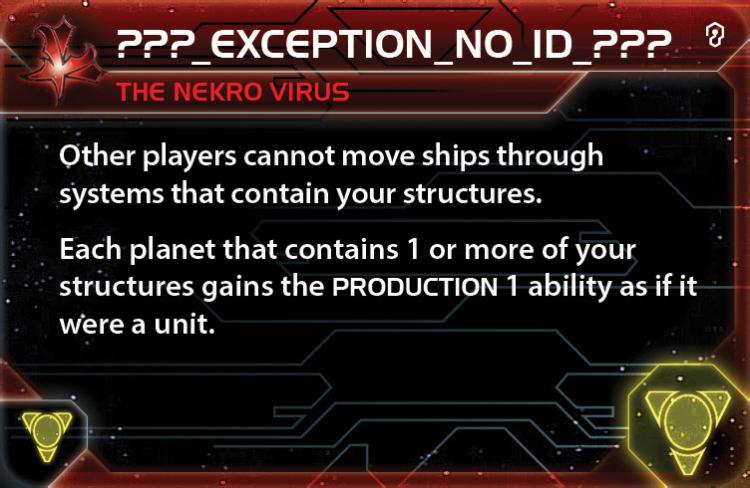 ???_EXCEPTION_NO_ID_???
THE NEKRO VIRUS
Other players cannot move ships through
systems that contain your structures.
Each planet that contains 1 or more of your
structures gains the PRODUCTION 1 ability as if it
were a unit.